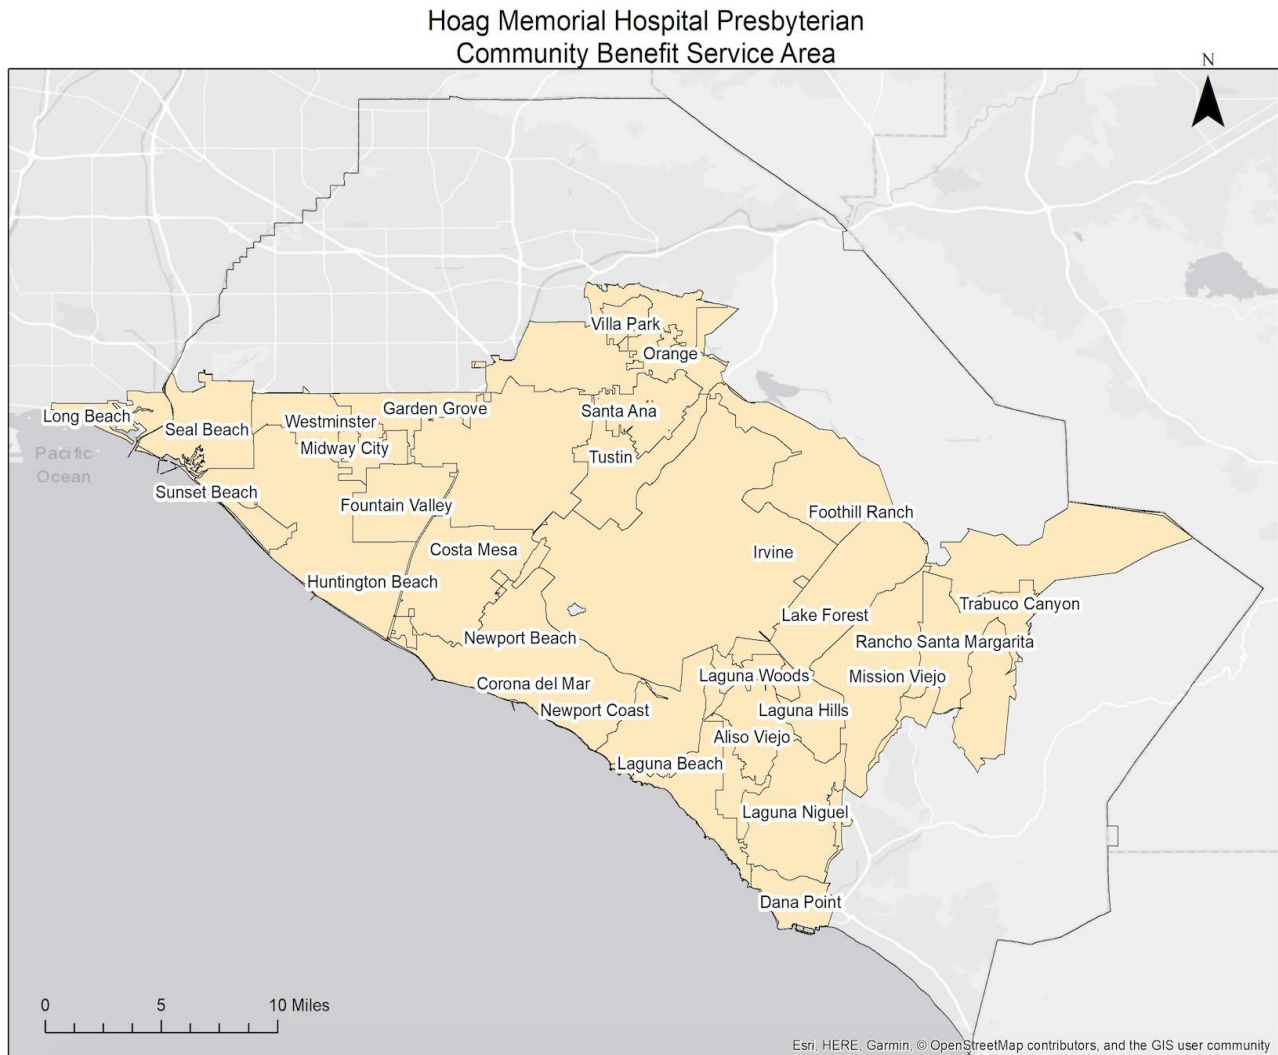 Hoag Memorial Hospital Presbyterian
Community Benefit Service Area
N
Villa Park
Orange
Long Beach
Seal Beach
Westminster
Garden Grove
Santa Ana
Midway City
Tustin
Pacific
Ocean
Sunset Beach
Fountain Valley
Foothill Ranch
Costa Mesa
Irvine
Huntington Beach
Lake Forest
Trabuco Canyon
Newport Beach
Rancho Santa Margarita
Corona del Mar
Laguna Woods
Mission Viejo
Newport Coast
Laguna Hills
Aliso Viejo
Laguna Beach
Laguna Niguel
Dana Point
0 5 10 Miles
Esri, HERE, Garmin, © OpenStreetMap contributors, and the GIS user community